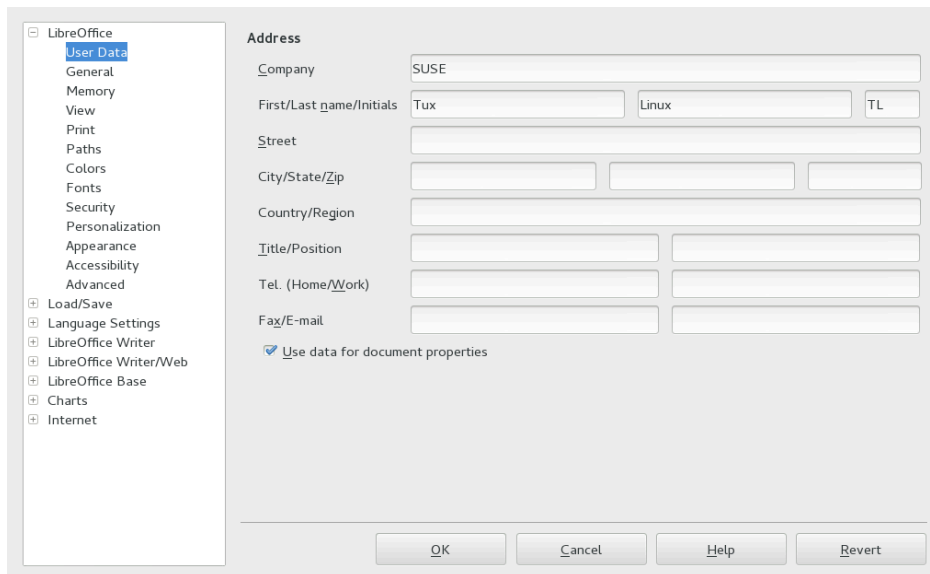 LibreOffice
User Data
General
Memory
View
Print
Paths
Colors
Fonts
Security
Personalization
Appearance
Accessibility
Advanced
Load/Save
Language Settings
LibreOffice Writer
LibreOffice Writer/Web
LibreOffice Base
Charts
Internet
Address
Company SUSE
First/Last name/Initials Tux Linux TL
Street
City/State/Zip
Country/Region
Title/Position
Tel. (Home/Work)
Fax/E-mail
Use data for document properties
OK Cancel Help Revert